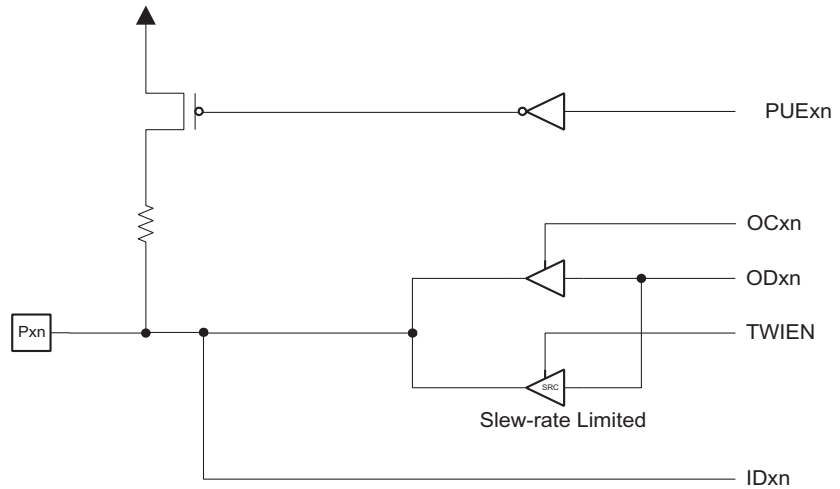 PUExn
OCxn
ODxn
Pxn
TWIEN
SRC
Slew-rate Limited
IDxn